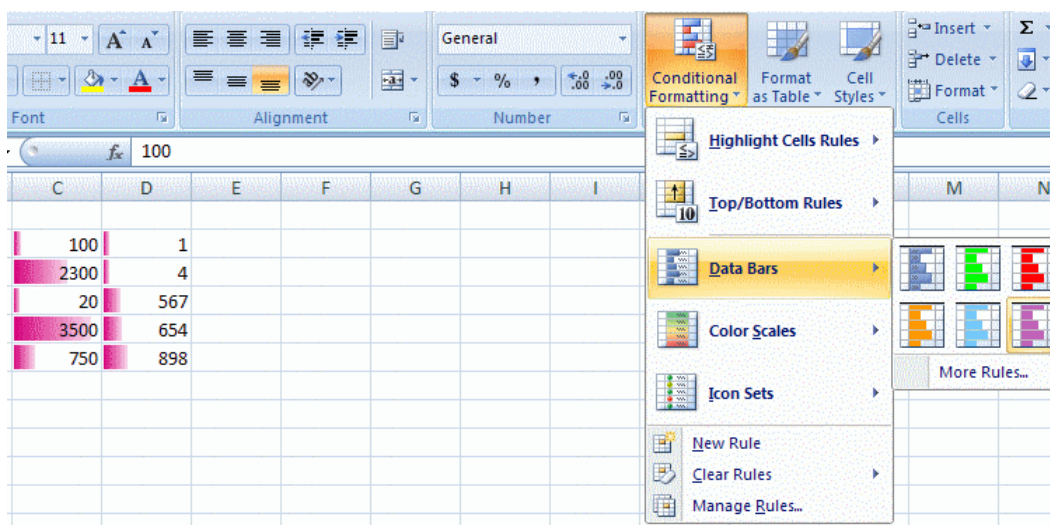 11 A A General Insert Σ
$ % , .0 .00 .00 .0 Conditional Formatting Format as Table Cell Styles Delete
Format
Font Alignment Number Cells
fx 100
C D E F G H I M N
100 1
2300 4
20 567
3500 654
750 898
Highlight Cells Rules
Top/Bottom Rules
10
Data Bars
Color Scales
More Rules...
Icon Sets
New Rule
Clear Rules
Manage Rules...